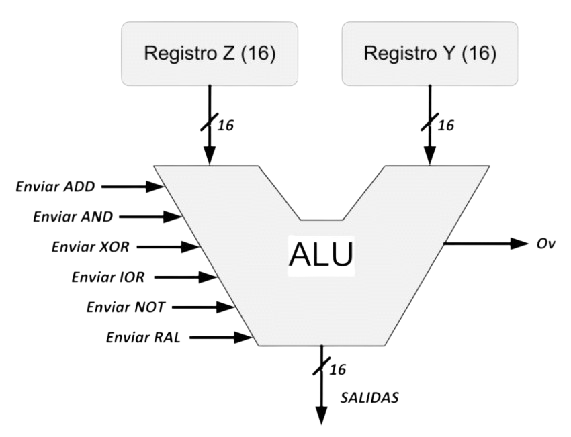 Registro Z (16)
Registro Y (16)
16
16
Enviar ADD
Enviar AND
Enviar XOR
Enviar IOR
Enviar NOT
Enviar RAL
ALU
Ov
16
SALIDAS